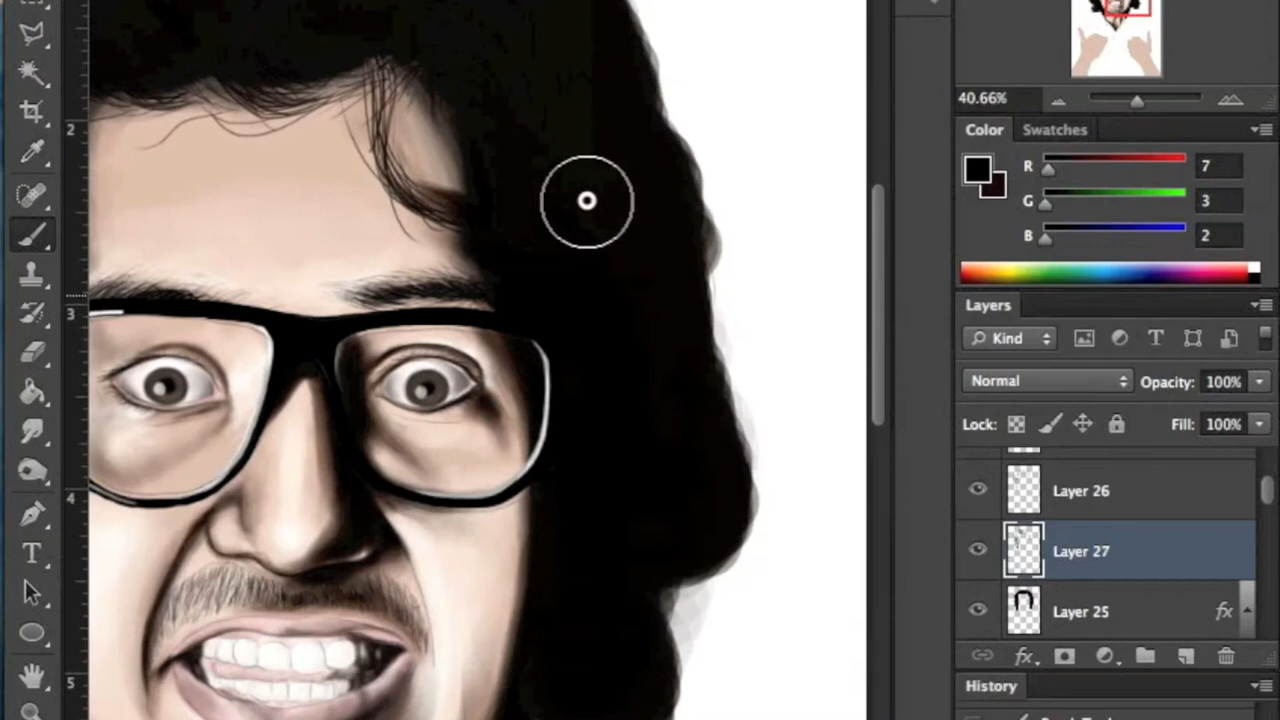 40.66%
Color Swatches
R 7
G 3
B 2
Layers
Kind T
Normal Opacity: 100%
Lock: Fill: 100%
Layer 26
Layer 27
Layer 25 fx
fx
History
2
3
4
5
T